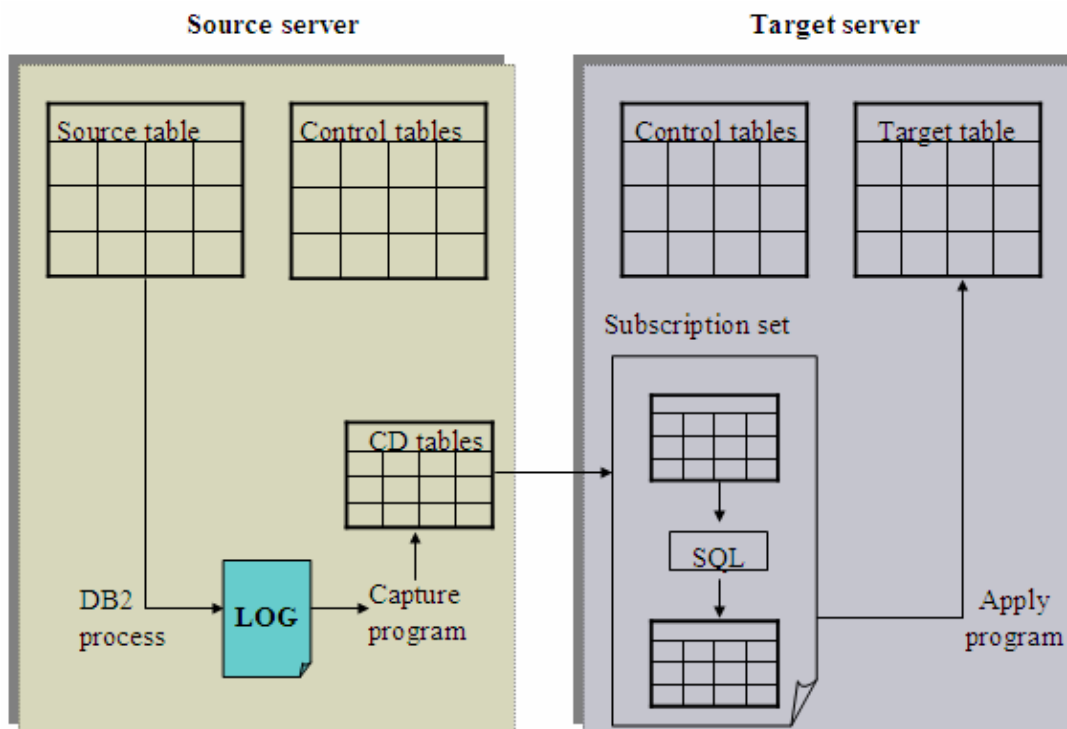 Source server
Target server
Source table
Control tables
Control tables
Target table
Subscription set
CD tables
SQL
DB2
process
LOG
Capture
program
Apply
program